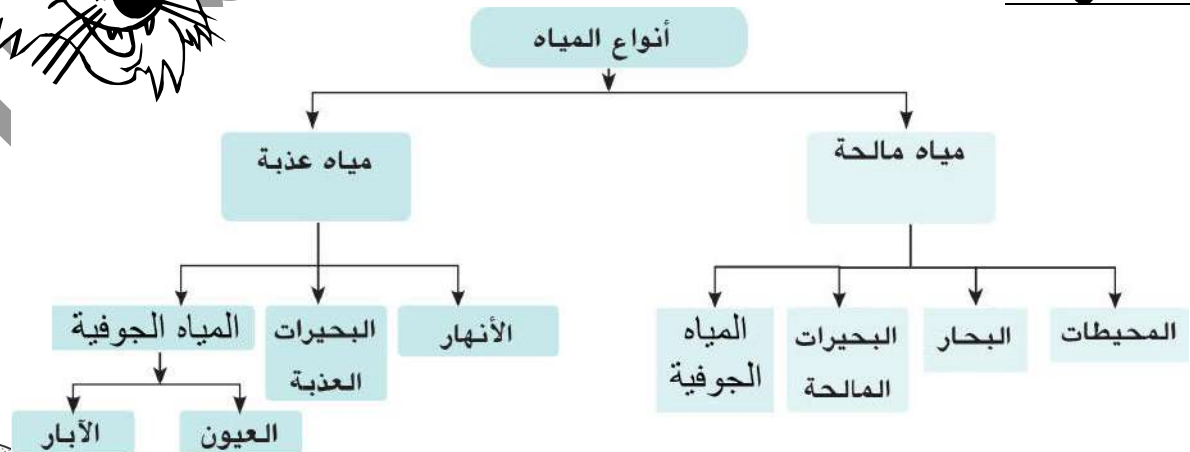 أنواع المياه
مياه مالحة
مياه عذبة
المحيطات
البحار
البحيرات
المالحة
المياه
الجوفية
الأنهار
البحيرات
العذبة
المياه الجوفية
العيون
الآبار